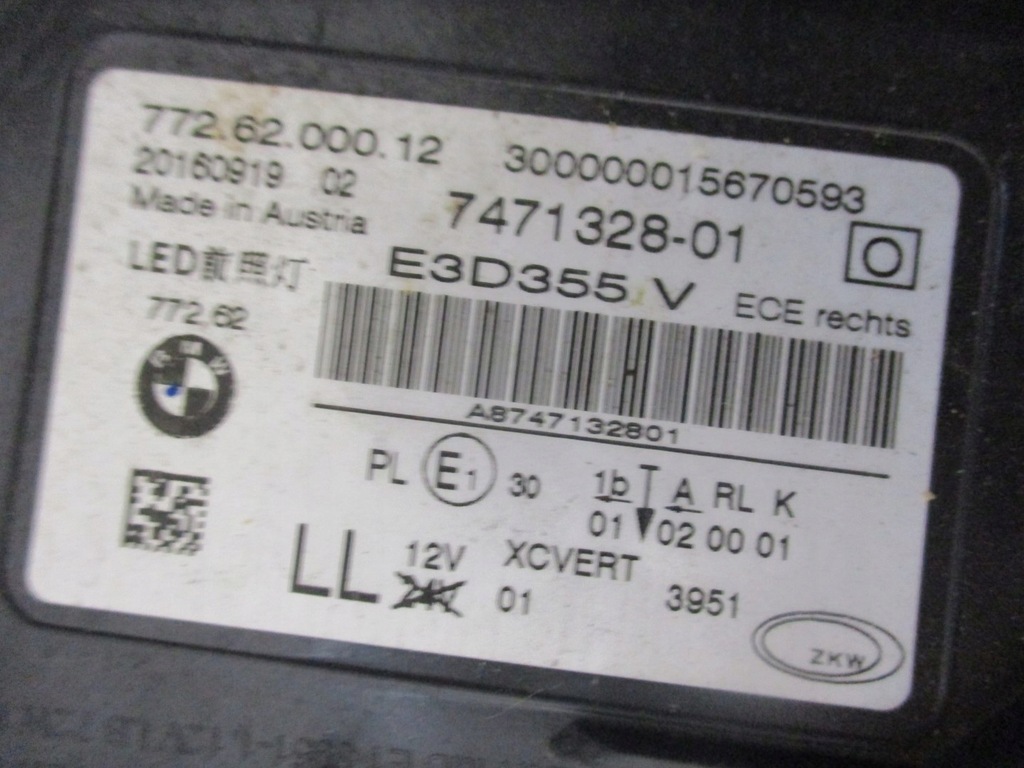 772.62.000.12 300000015670593
20160919 02 7471328-01
Made in Austria
LED前照灯 E3D355 V ECE rechts
772.62
BMW
A8747132801
PL E1 30 1b A RL K
01 02 00 01
LL 12V XCVERT
24V 01 3951
ZKW